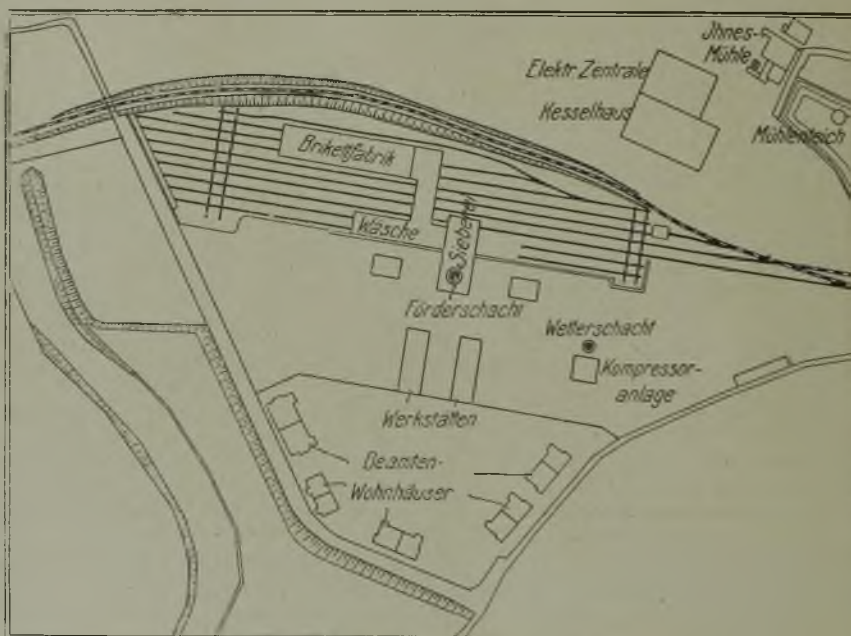 Jhnes-
Mühle
Elektr. Zentrale
Kesselhaus
Mühlenteich
Brikettfabrik
Wäsche
Sieberei
Förderschacht
Wetterschacht
Kompressor-
anlage
Werkstätten
Beamten-
Wohnhäuser